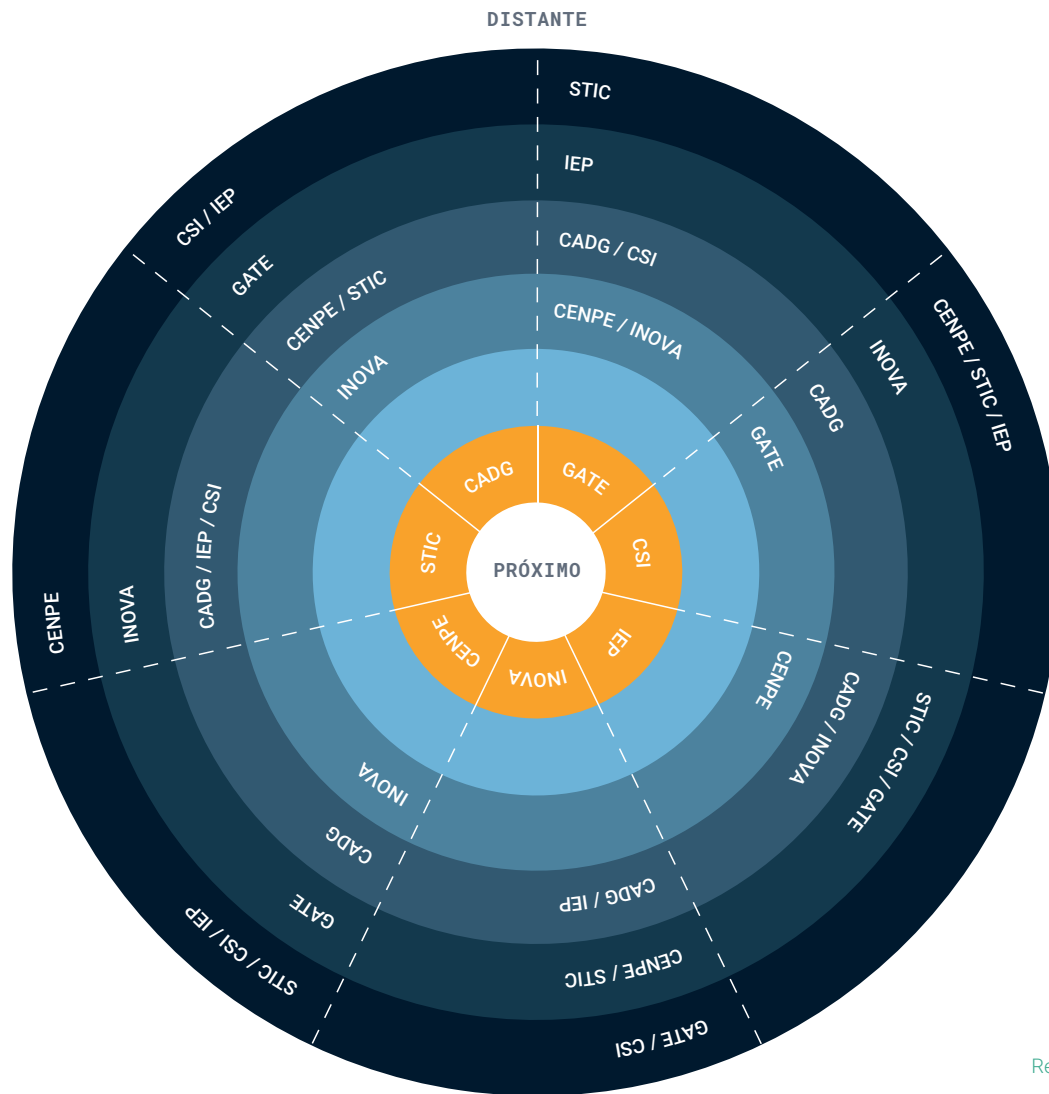 DISTANTE
STIC
IEP
CADG / CSI
CENPE / INOVA
GATE
CENPE / STIC / IEP
INOVA
CADG
GATE
CSI
STIC / CSI / GATE
CADG / INOVA
CENPE
IEP
GATE / CSI
CENPE / STIC
CADG / IEP
INOVA
STIC / CSI / IEP
GATE
CADG
INOVA
CENPE
CENPE
INOVA
CADG / IEP / CSI
STIC
CSI / IEP
GATE
CENPE / STIC
INOVA
CADG
PRÓXIMO
Re